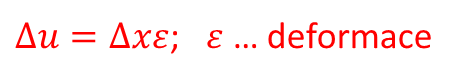 Δu = Δxε; ε ... deformace